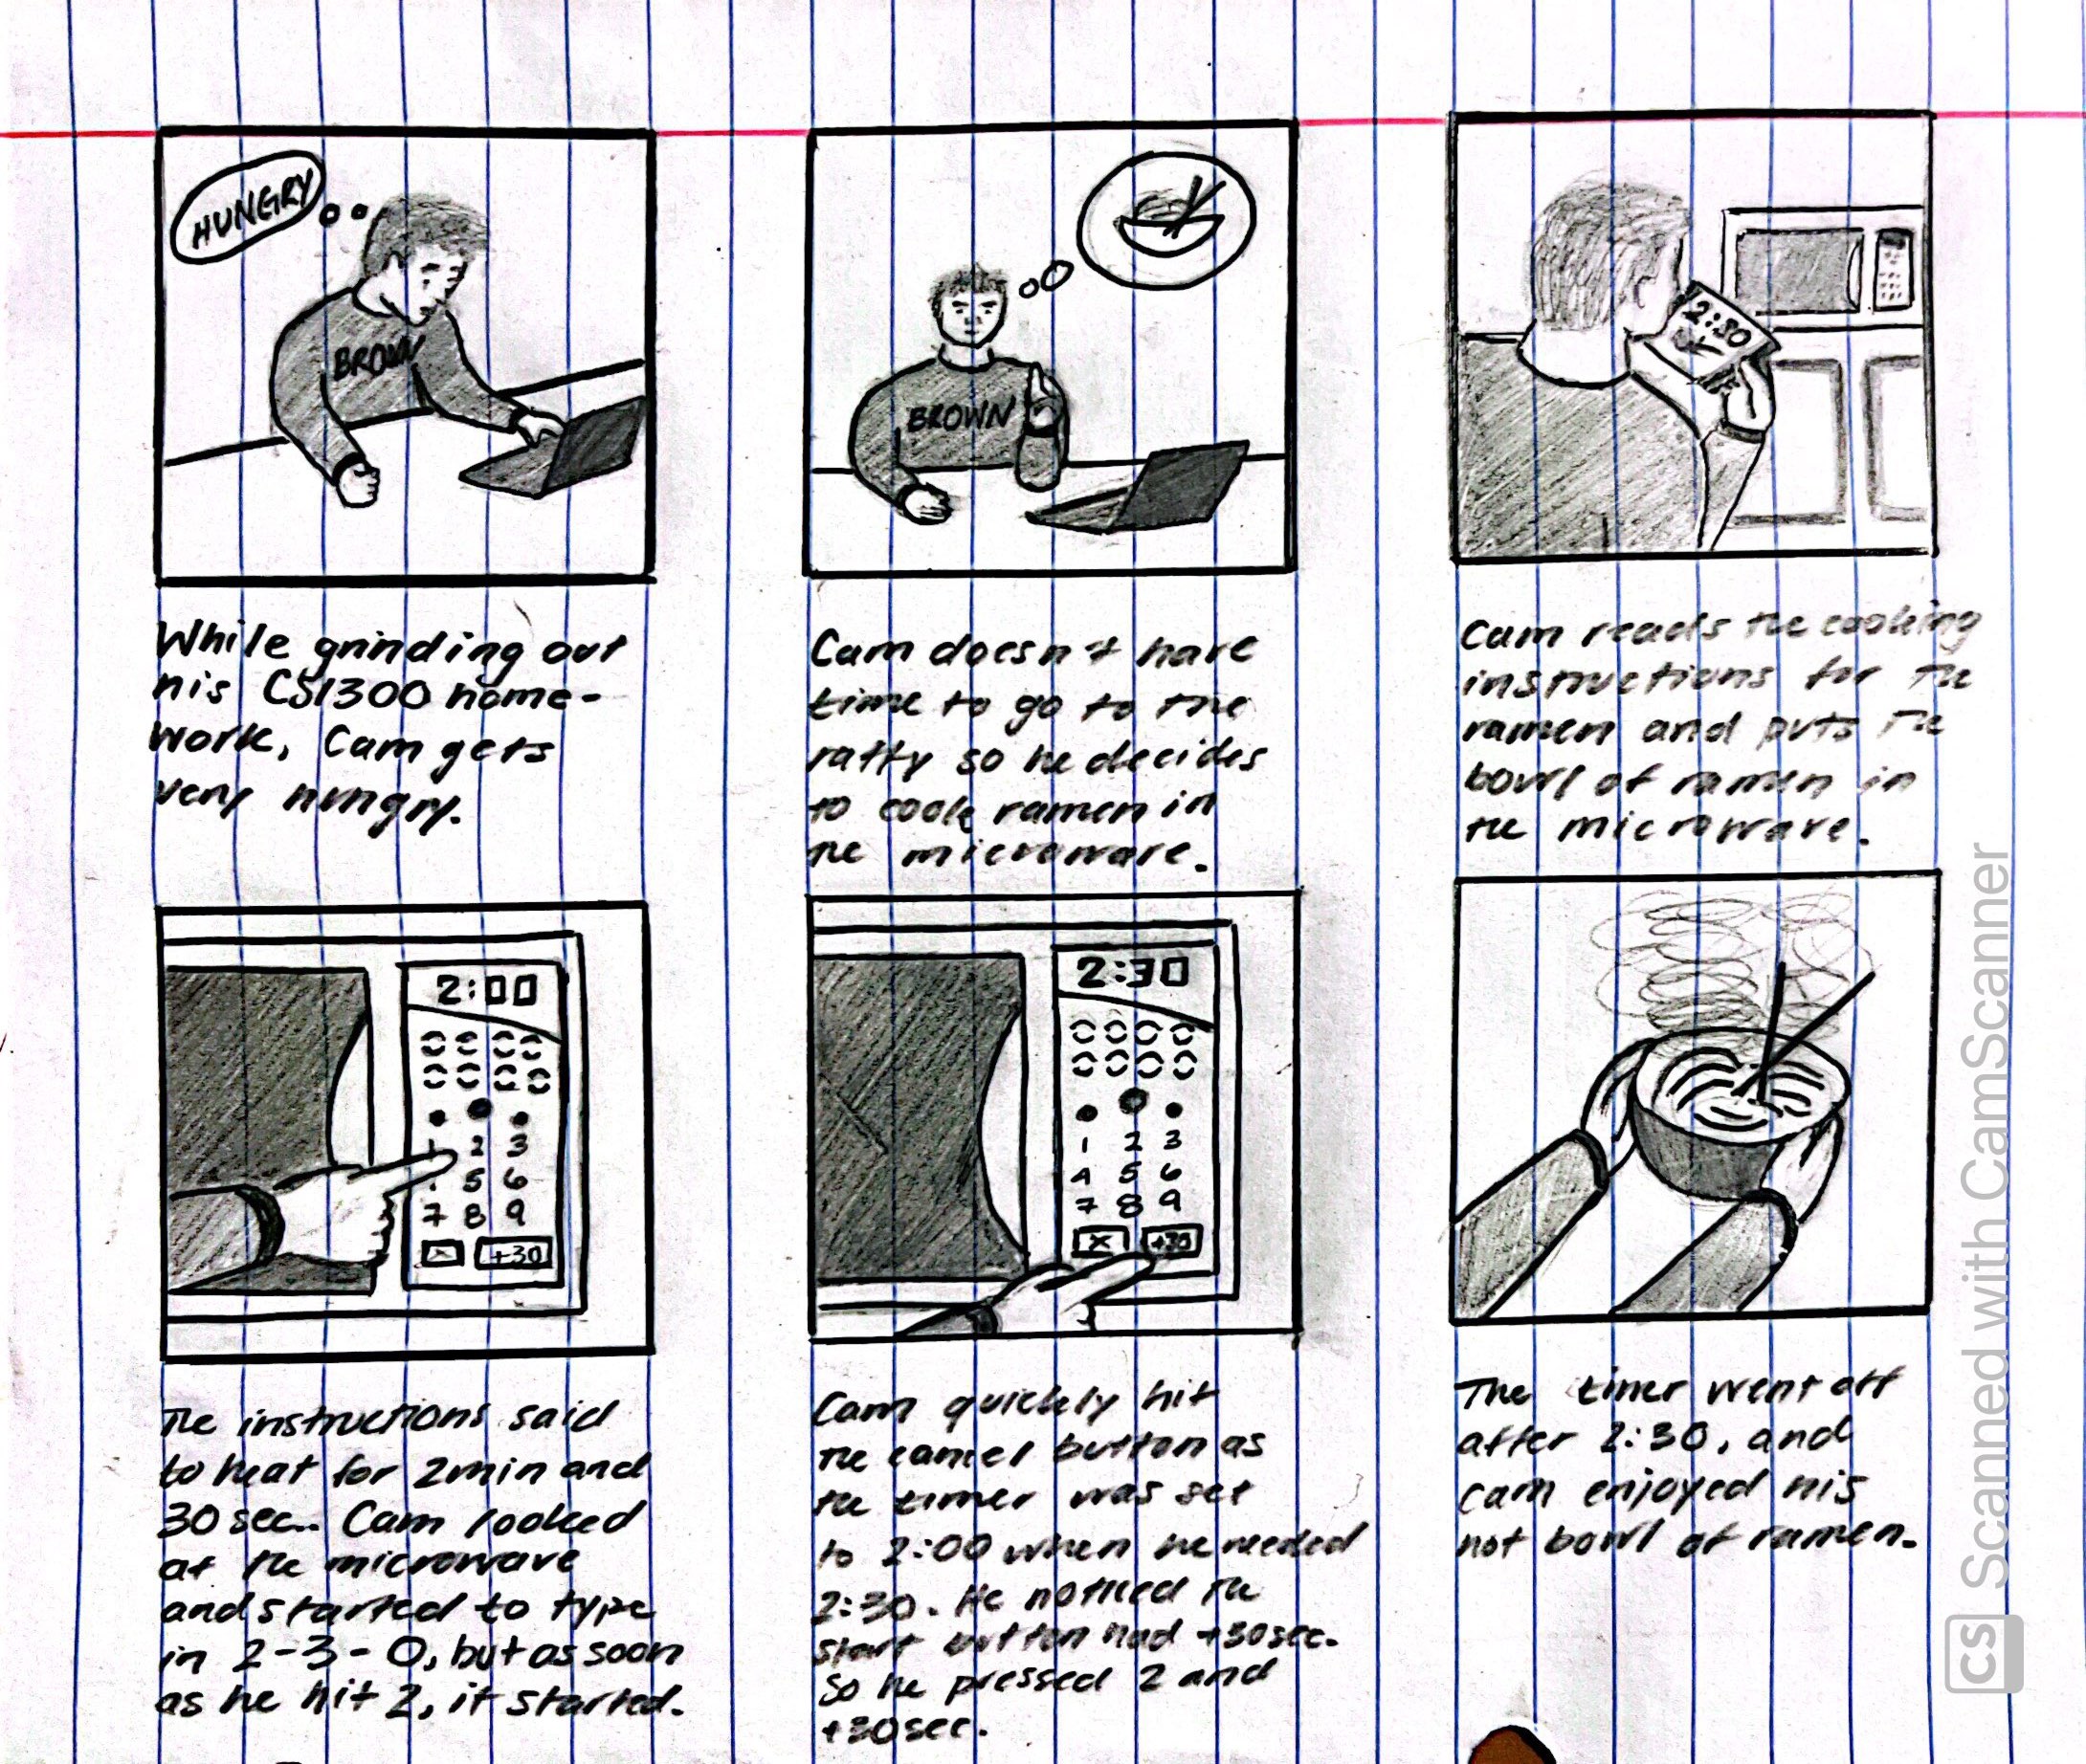 HUNGRY
BROWN
While grinding out
his CS1300 home-
work, Cam gets
very hungry.
BROWN
Cam doesn't have
time to go to the
ratty so he decides
to cook ramen in
the microwave.
2:30
Cam reads the cooking
instructions for the
ramen and puts the
bowl of ramen in
the microwave.
2:00
2 3
5 6
7 8 9
x +30
The instructions said
to heat for 2min and
30 sec.. Cam looked
at the microwave
and started to type
in 2-3-0, but as soon
as he hit 2, it started.
2:30
1 2 3
4 5 6
7 8 9
x +30
Cam quickly hit
the cancel button as
the timer was set
to 2:00 when he needed
2:30. He noticed the
start button had +30sec.
So he pressed 2 and
+30sec.
The timer went off
after 2:30, and
Cam enjoyed his
hot bowl of ramen.
CS Scanned with CamScanner